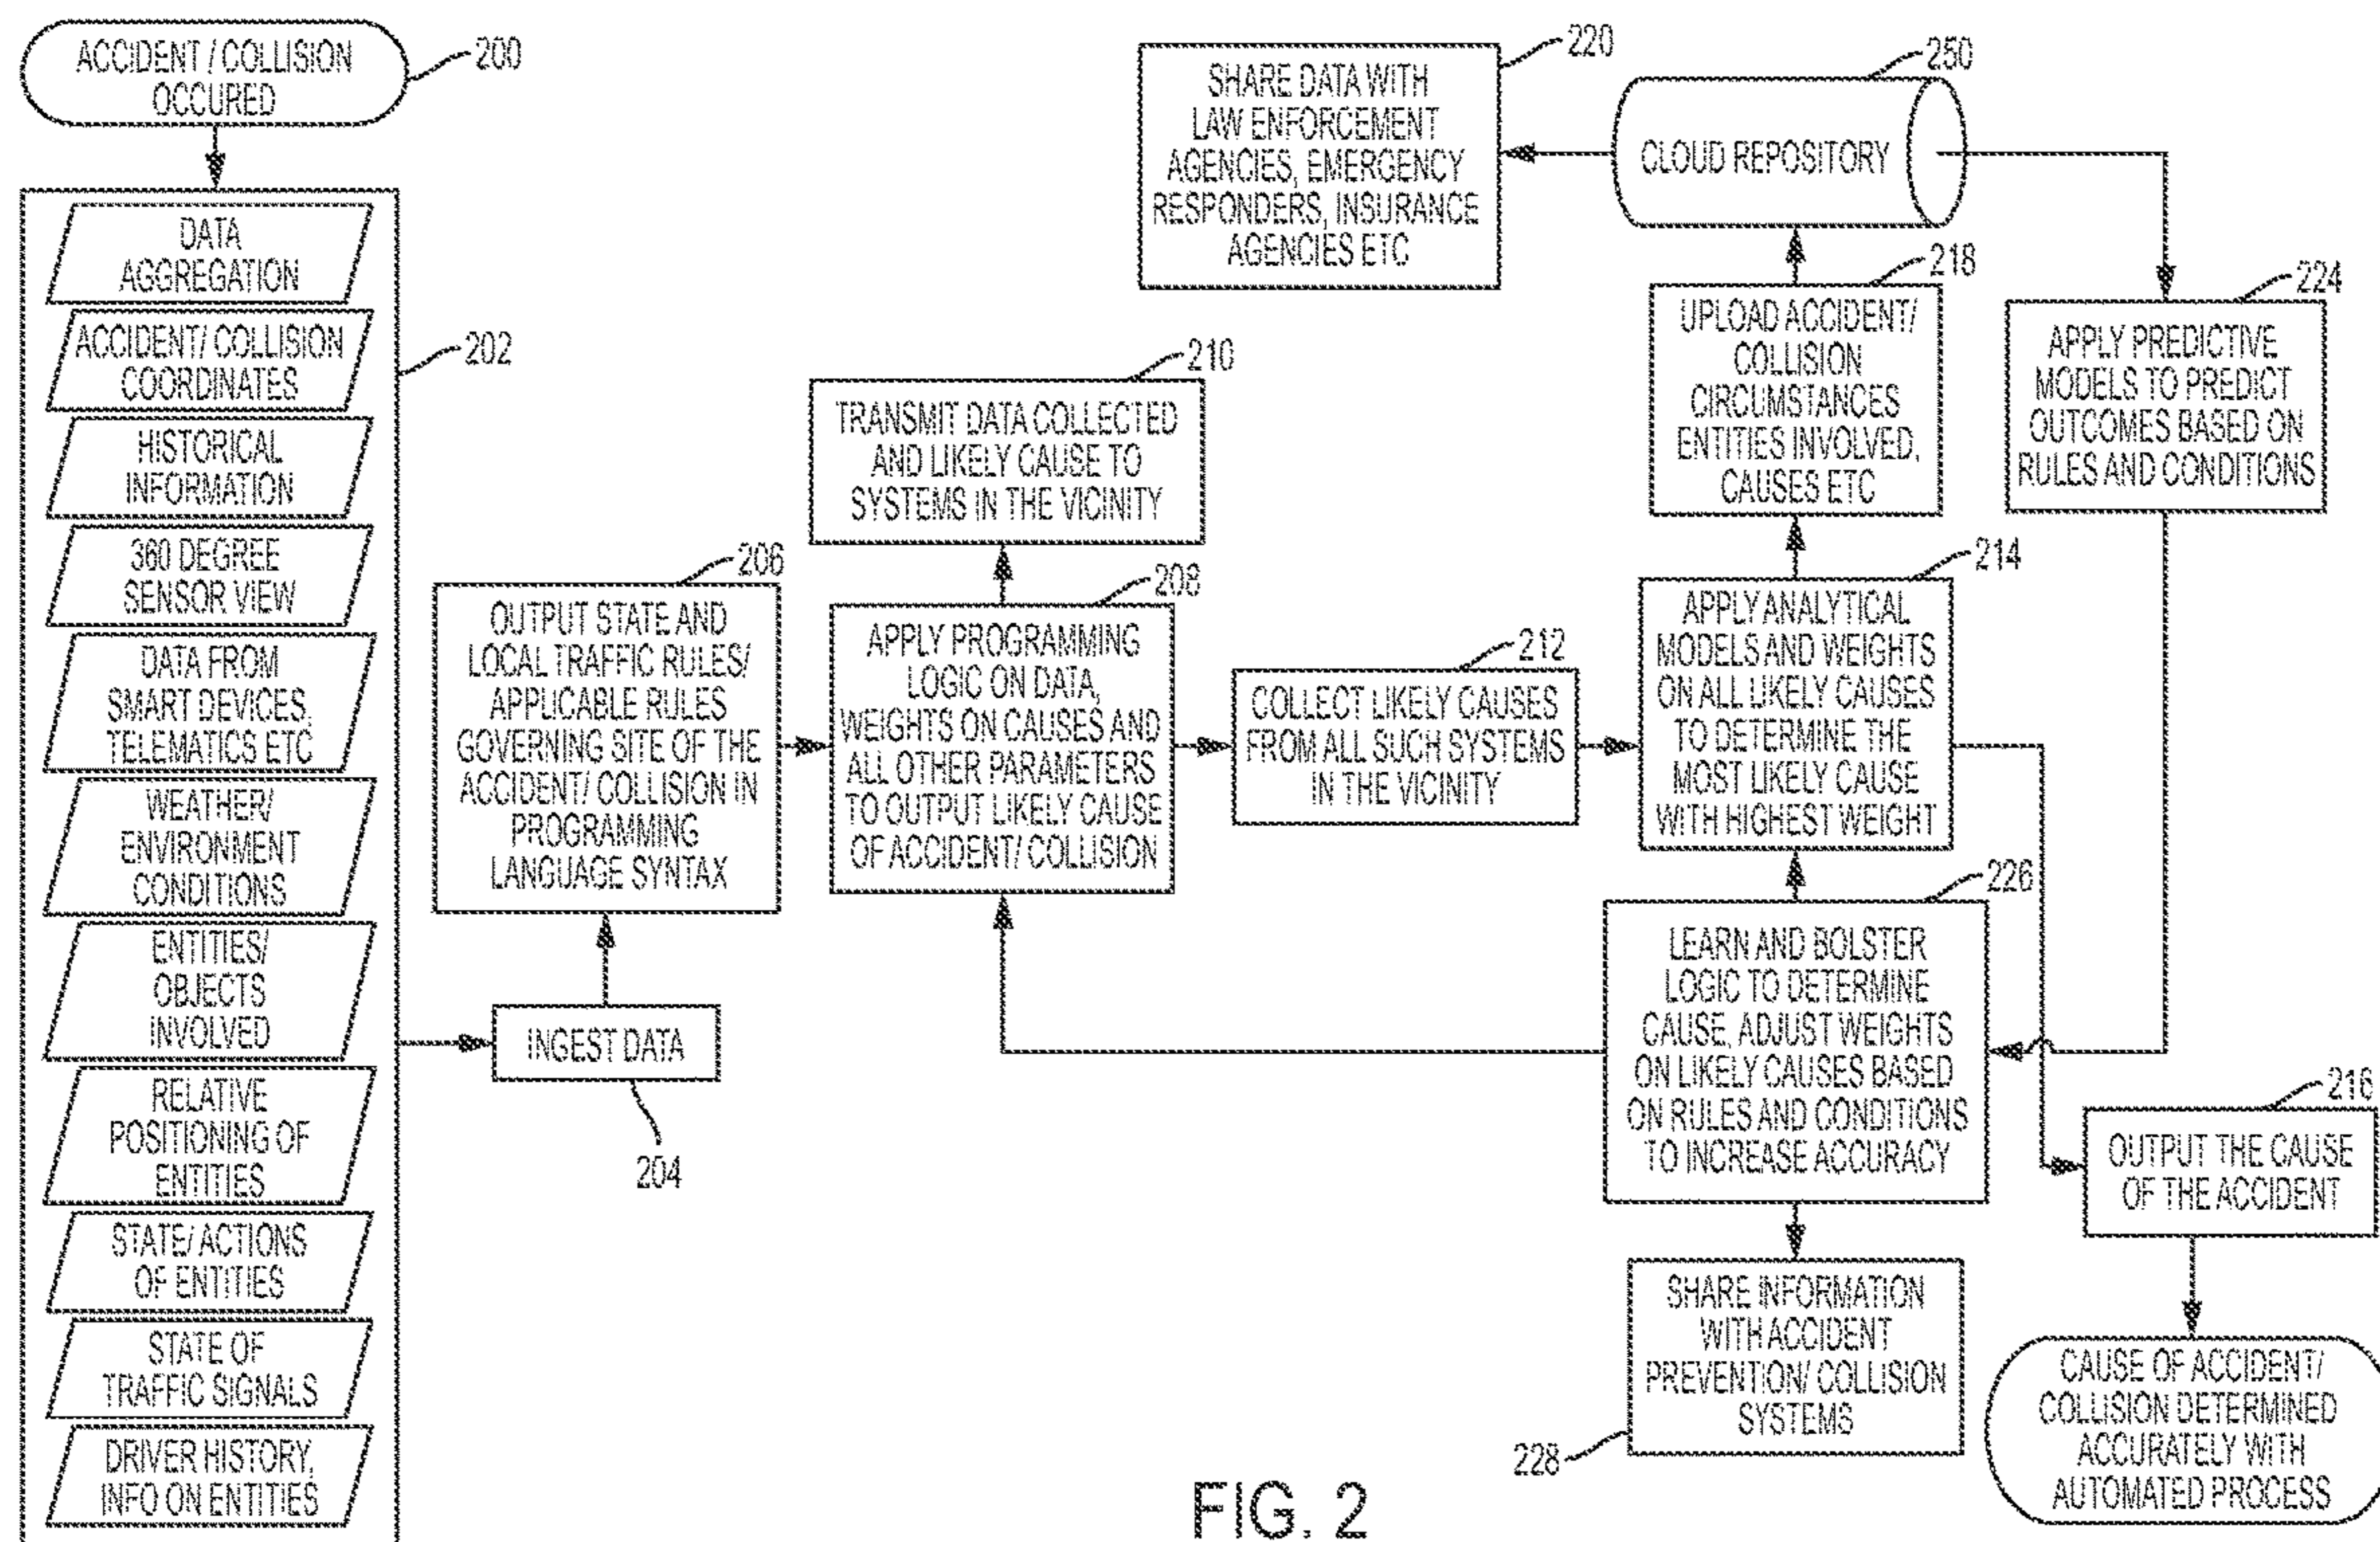 ACCIDENT / COLLISION
OCCURED
200
DATA
AGGREGATION
ACCIDENT/ COLLISION
COORDINATES
HISTORICAL
INFORMATION
360 DEGREE
SENSOR VIEW
DATA FROM
SMART DEVICES,
TELEMATICS ETC
WEATHER/
ENVIRONMENT
CONDITIONS
ENTITIES/
OBJECTS
INVOLVED
RELATIVE
POSITIONING OF
ENTITIES
STATE/ ACTIONS
OF ENTITIES
STATE OF
TRAFFIC SIGNALS
DRIVER HISTORY,
INFO ON ENTITIES
202
INGEST DATA
204
206
OUTPUT STATE AND
LOCAL TRAFFIC RULES/
APPLICABLE RULES
GOVERNING SITE OF THE
ACCIDENT/ COLLISION IN
PROGRAMMING
LANGUAGE SYNTAX
208
APPLY PROGRAMMING
LOGIC ON DATA,
WEIGHTS ON CAUSES AND
ALL OTHER PARAMETERS
TO OUTPUT LIKELY CAUSE
OF ACCIDENT/ COLLISION
210
TRANSMIT DATA COLLECTED
AND LIKELY CAUSE TO
SYSTEMS IN THE VICINITY
212
COLLECT LIKELY CAUSES
FROM ALL SUCH SYSTEMS
IN THE VICINITY
214
APPLY ANALYTICAL
MODELS AND WEIGHTS
ON ALL LIKELY CAUSES
TO DETERMINE THE
MOST LIKELY CAUSE
WITH HIGHEST WEIGHT
218
UPLOAD ACCIDENT/
COLLISION
CIRCUMSTANCES
ENTITIES INVOLVED,
CAUSES ETC
250
CLOUD REPOSITORY
220
SHARE DATA WITH
LAW ENFORCEMENT
AGENCIES, EMERGENCY
RESPONDERS, INSURANCE
AGENCIES ETC
224
APPLY PREDICTIVE
MODELS TO PREDICT
OUTCOMES BASED ON
RULES AND CONDITIONS
226
LEARN AND BOLSTER
LOGIC TO DETERMINE
CAUSE, ADJUST WEIGHTS
ON LIKELY CAUSES BASED
ON RULES AND CONDITIONS
TO INCREASE ACCURACY
228
SHARE INFORMATION
WITH ACCIDENT
PREVENTION/ COLLISION
SYSTEMS
216
OUTPUT THE CAUSE
OF THE ACCIDENT
CAUSE OF ACCIDENT/
COLLISION DETERMINED
ACCURATELY WITH
AUTOMATED PROCESS
FIG. 2